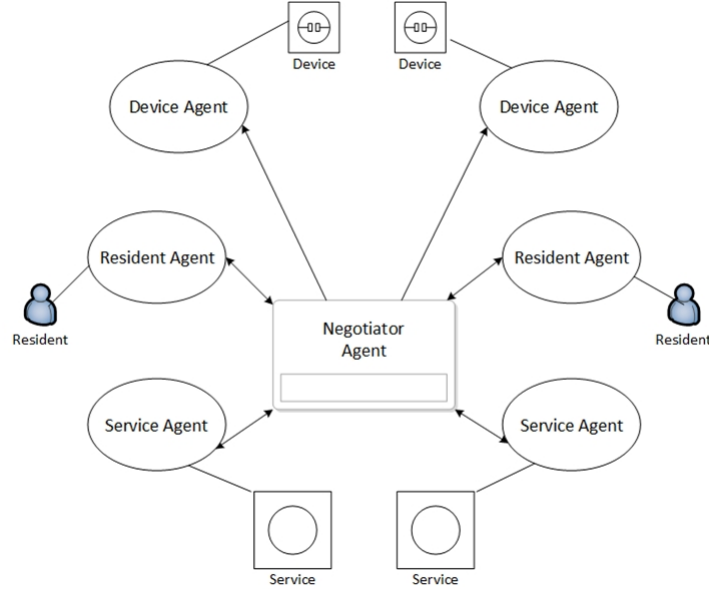 Device
Device
Device Agent
Device Agent
Resident Agent
Resident Agent
Resident
Resident
Negotiator
Agent
Service Agent
Service Agent
Service
Service